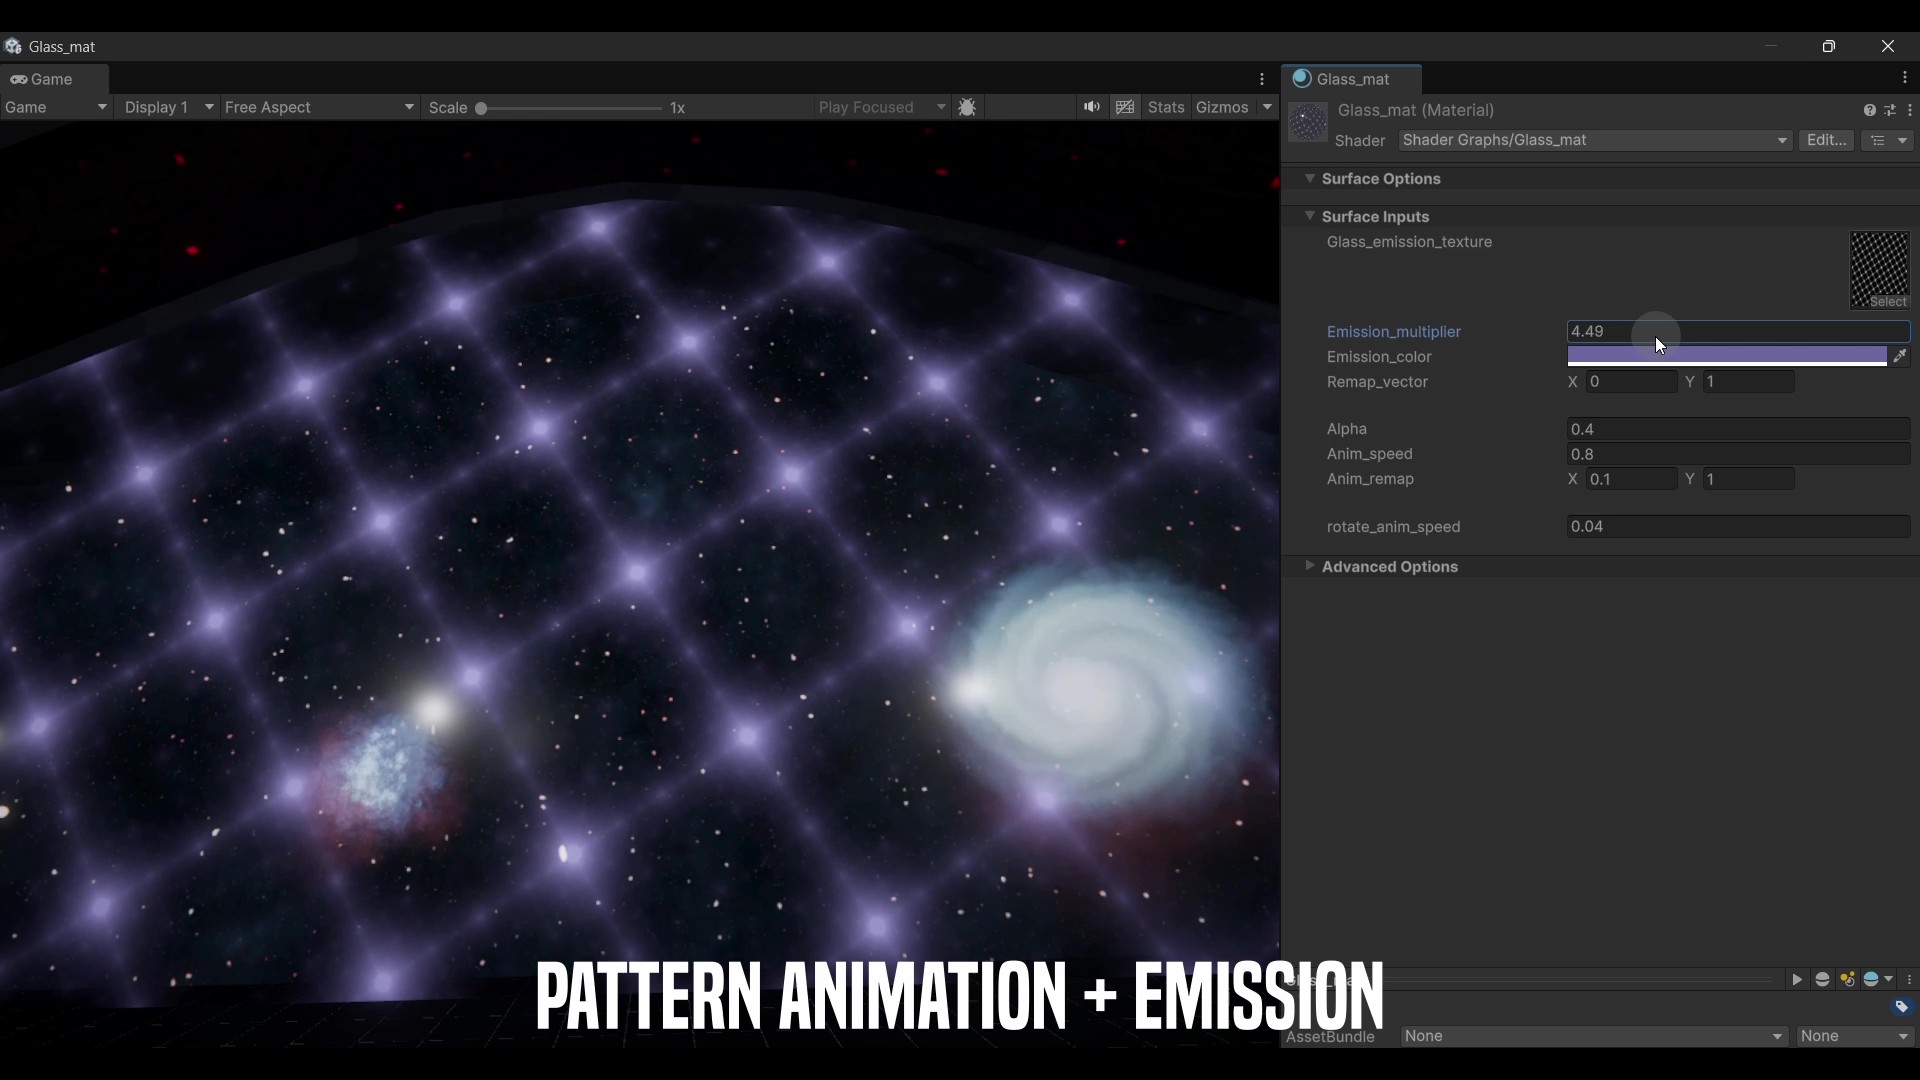 Glass_mat
Game
Glass_mat
Game
Display 1
Free Aspect
Scale
1x
Play Focused
Stats
Gizmos
Glass_mat (Material)
Shader
Shader Graphs/Glass_mat
Edit...
Surface Options
Surface Inputs
Glass_emission_texture
Select
Emission_multiplier
4.49
Emission_color
Remap_vector
X 0
Y 1
Alpha
0.4
Anim_speed
0.8
Anim_remap
X 0.1
Y 1
rotate_anim_speed
0.04
Advanced Options
PATTERN ANIMATION + EMISSION
AssetBundle
None
None